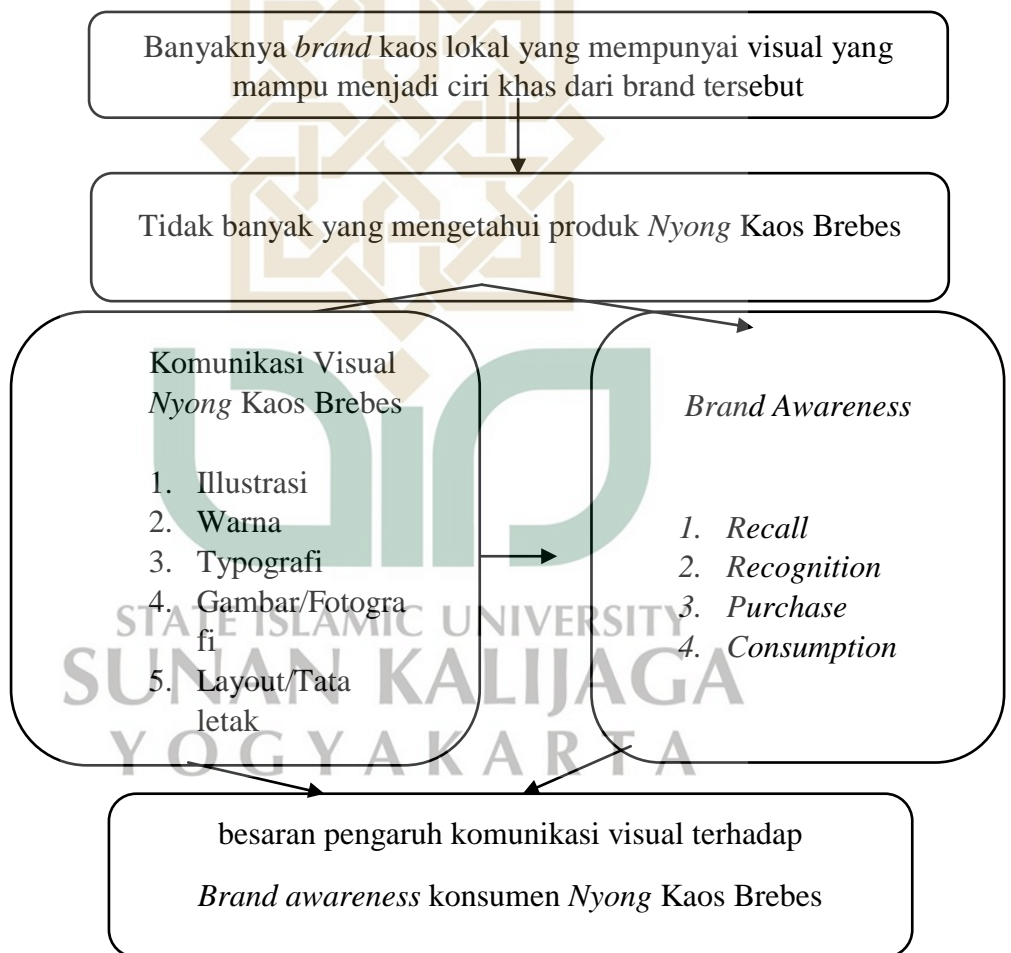 Banyaknya brand kaos lokal yang mempunyai visual yang
mampu menjadi ciri khas dari brand tersebut
Tidak banyak yang mengetahui produk Nyong Kaos Brebes
Komunikasi Visual
Nyong Kaos Brebes
1. Illustrasi
2. Warna
3. Typografi
4. Gambar/Fotogra
fi
5. Layout/Tata
letak
Brand Awareness
1. Recall
2. Recognition
3. Purchase
4. Consumption
STATE ISLAMIC UNIVERSITY
SUNAN KALIJAGA
YOGYAKARTA
besaran pengaruh komunikasi visual terhadap
Brand awareness konsumen Nyong Kaos Brebes